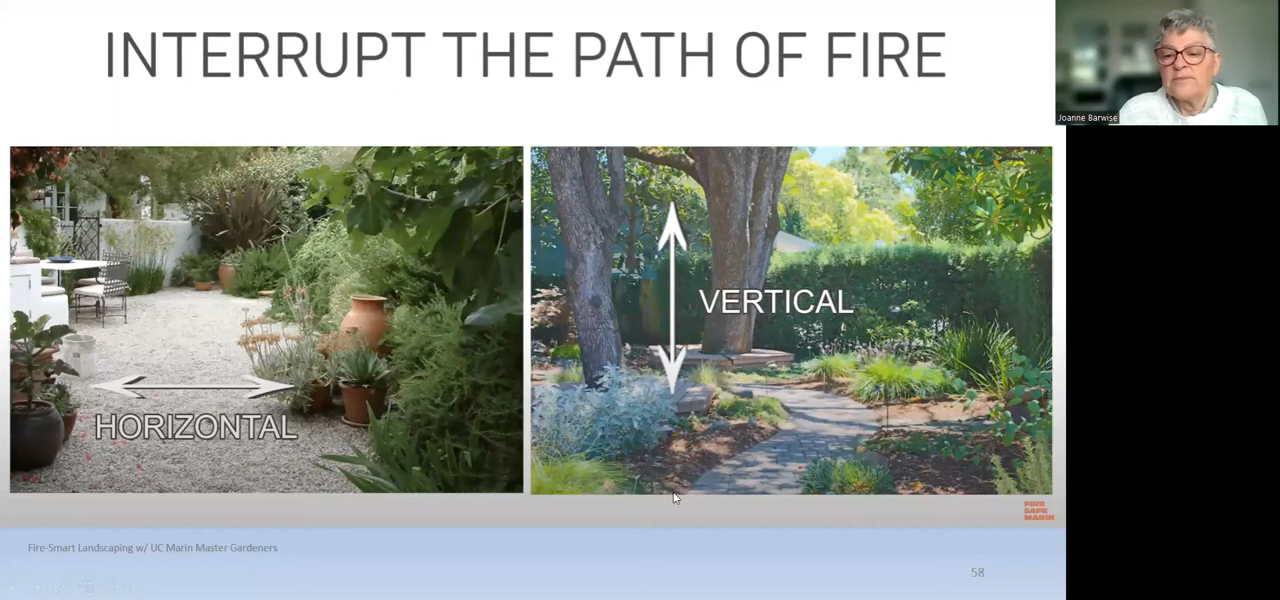 INTERRUPT THE PATH OF FIRE
Joanne Barwise
HORIZONTAL
VERTICAL
FIRE
SAFE
MARIN
Fire-Smart Landscaping w/ UC Marin Master Gardeners
58